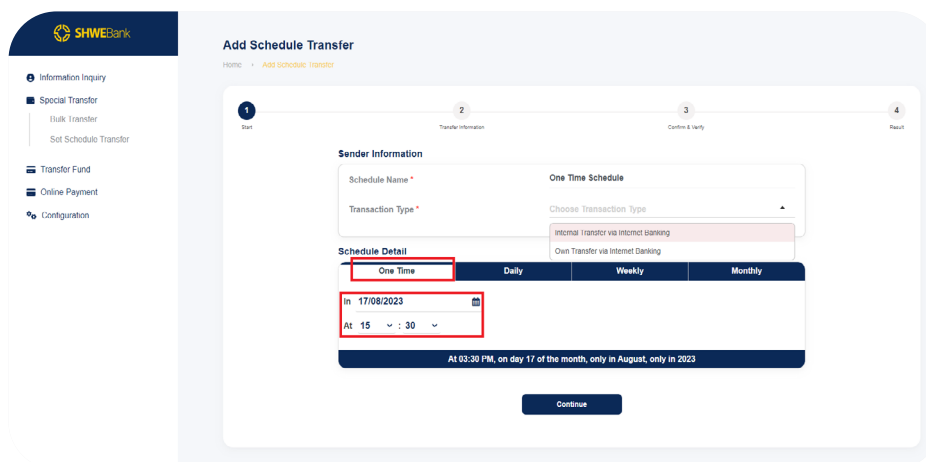 SHWEBank
Information Inquiry
Special Transfer
Bulk Transfer
Set Schedule Transfer
Transfer Fund
Online Payment
Configuration
Add Schedule Transfer
Home › Add Schedule Transfer
1 2 3 4
Start Transfer Information Confirm & Verify Result
Sender Information
Schedule Name * One Time Schedule
Transaction Type * Choose Transaction Type
Internal Transfer via Internet Banking
Own Transfer via Internet Banking
Schedule Detail
One Time Daily Weekly Monthly
In 17/08/2023
At 15 : 30
At 03:30 PM, on day 17 of the month, only in August, only in 2023
Continue